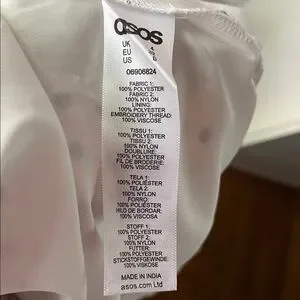 asos
UK
EU
US
06906824
FABRIC 1:
100% POLYESTER
FABRIC 2:
100% NYLON
LINING:
100% POLYESTER
EMBROIDERY THREAD:
100% VISCOSE
TISSU 1:
100% POLYESTER
TISSU 2:
100% NYLON
DOUBLURE:
100% POLYESTER
FIL DE BRODERIE:
100% VISCOSE
TELA 1:
100% POLIÉSTER
TELA 2:
100% NYLON
FORRO:
100% POLIÉSTER
HILO DE BORDAR:
100% VISCOSA
STOFF 1:
100% POLYESTER
STOFF 2:
100% NYLON
FUTTER:
100% POLYESTER
STICKSTOFFGEWINDE:
100% VISKOSE
MADE IN INDIA
asos.com Ltd